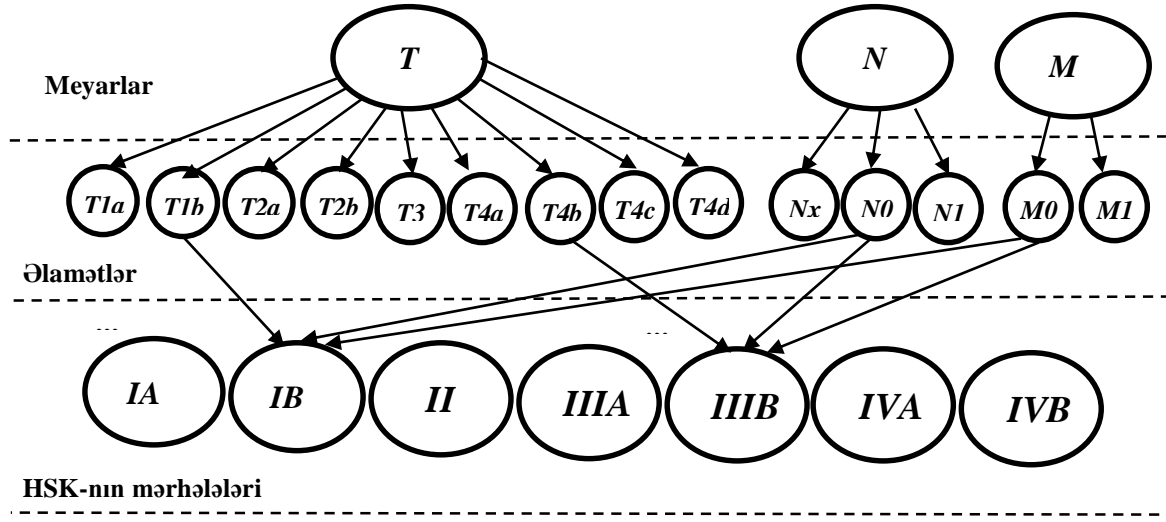 T N M
Meyarlar
T1a T1b T2a T2b T3 T4a T4b T4c T4d Nx N0 N1 M0 M1
Əlamətlər
... ...
IA IB II IIIA IIIB IVA IVB
HSK-nın mərhələləri